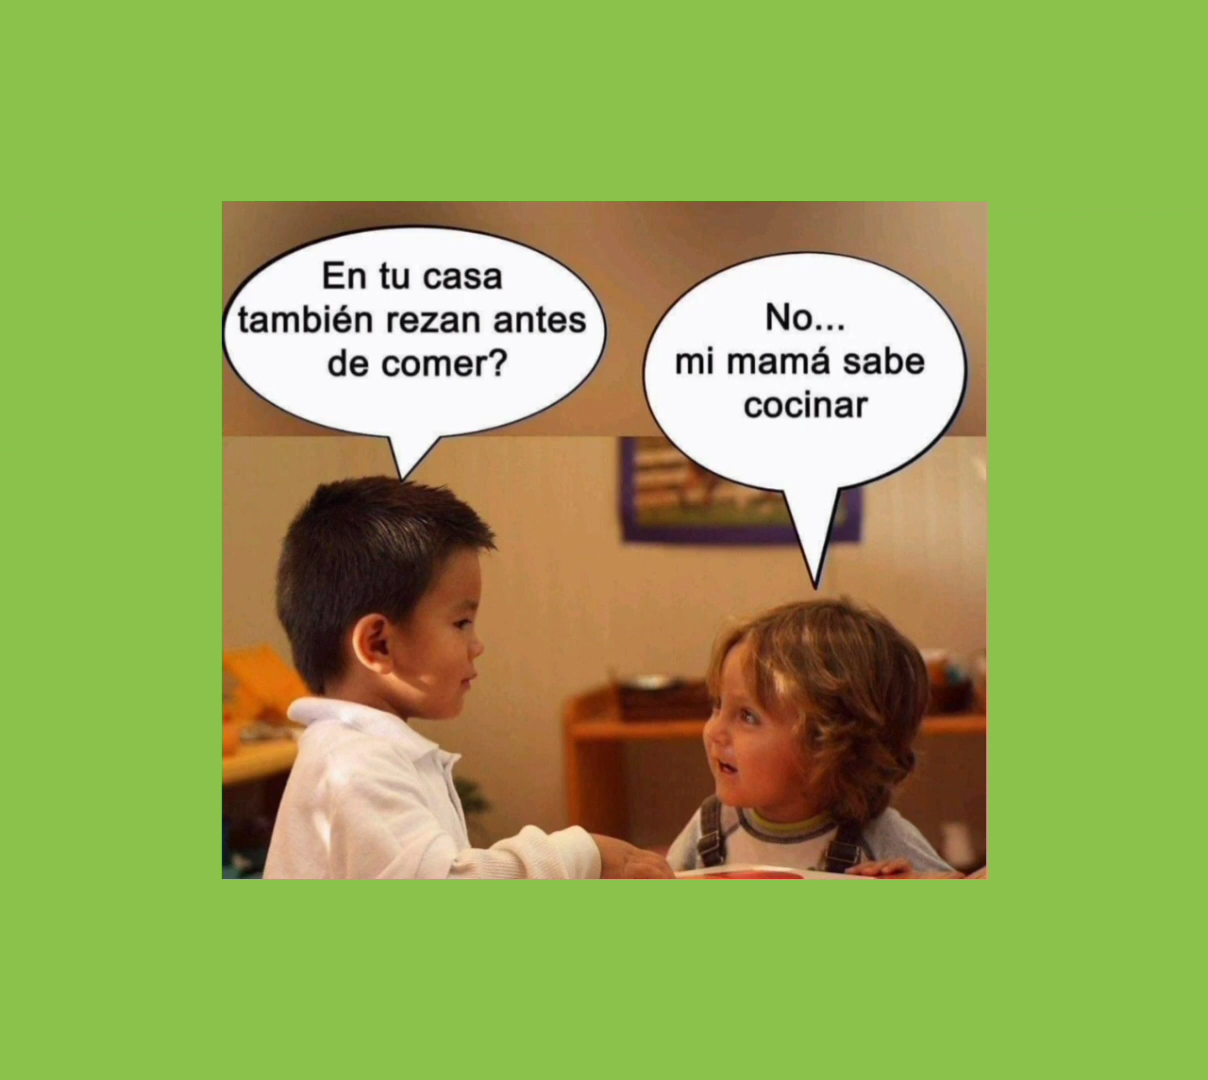 En tu casa
también rezan antes
de comer?
No...
mi mamá sabe
cocinar